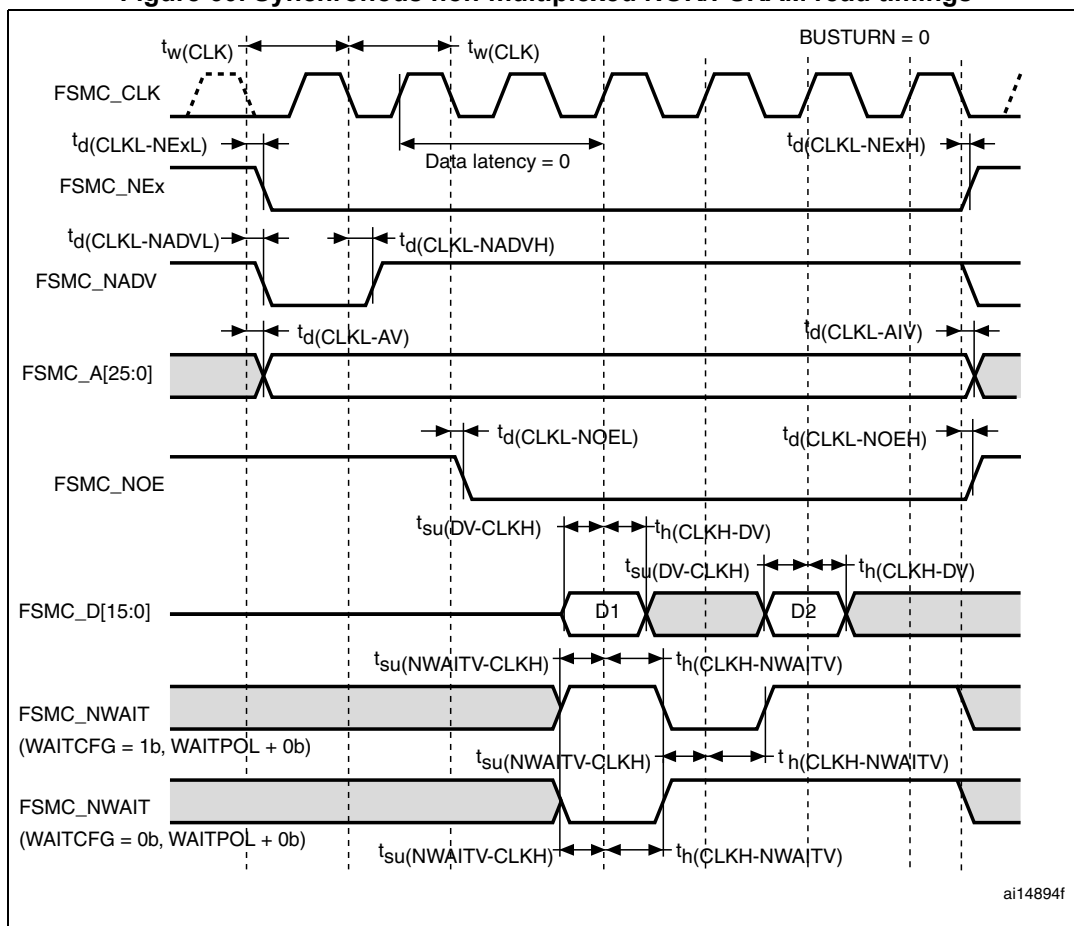 Figure 60. Synchronous non-multiplexed NOR/PSRAM read timings
tw(CLK)
tw(CLK)
BUSTURN = 0
FSMC_CLK
td(CLKL-NExL)
Data latency = 0
td(CLKL-NExH)
FSMC_NEx
td(CLKL-NADVL)
td(CLKL-NADVH)
FSMC_NADV
td(CLKL-AV)
td(CLKL-AIV)
FSMC_A[25:0]
td(CLKL-NOEL)
td(CLKL-NOEH)
FSMC_NOE
tsu(DV-CLKH)
th(CLKH-DV)
tsu(DV-CLKH)
th(CLKH-DV)
FSMC_D[15:0]
D1
D2
tsu(NWAITV-CLKH)
th(CLKH-NWAITV)
FSMC_NWAIT
(WAITCFG = 1b, WAITPOL + 0b)
tsu(NWAITV-CLKH)
t h(CLKH-NWAITV)
FSMC_NWAIT
(WAITCFG = 0b, WAITPOL + 0b)
tsu(NWAITV-CLKH)
th(CLKH-NWAITV)
ai14894f